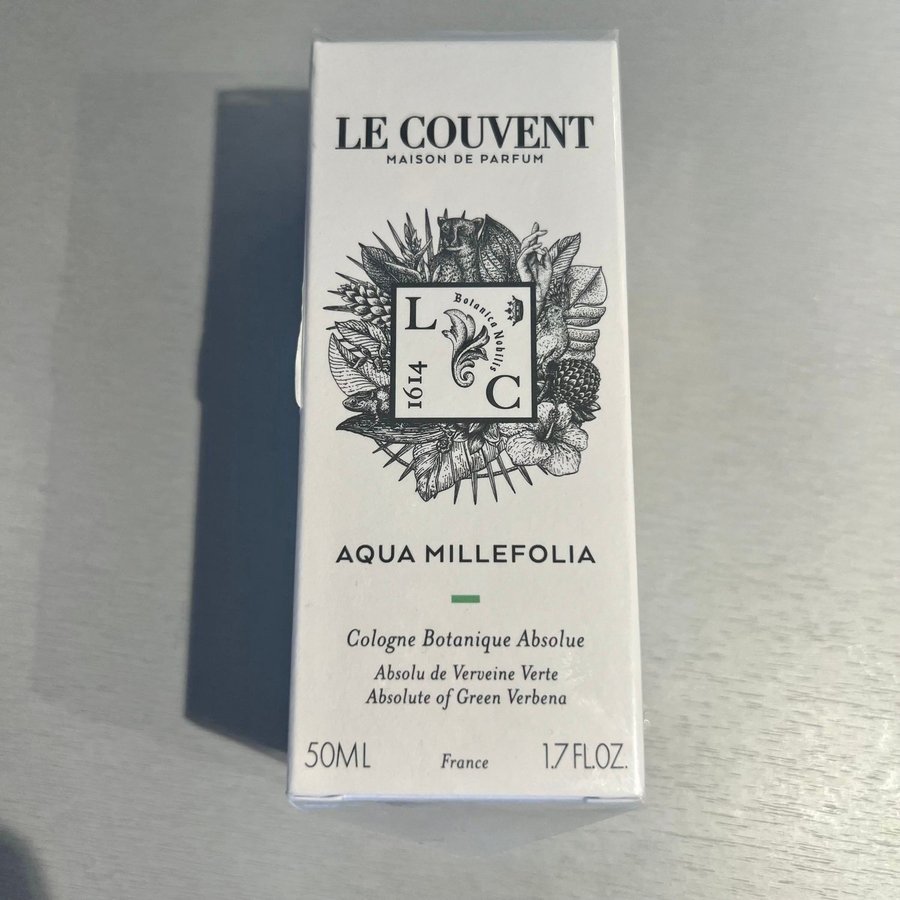 LE COUVENT
MAISON DE PARFUM
L
Botanica Nobilis
1614
C
AQUA MILLEFOLIA
Cologne Botanique Absolue
Absolu de Verveine Verte
Absolute of Green Verbena
50ML France 1.7 FL.OZ.